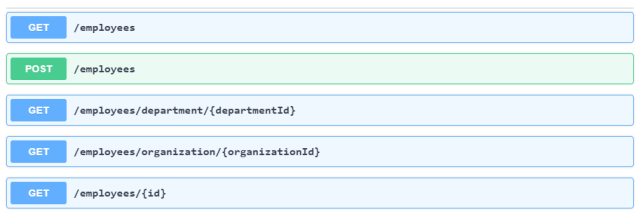 GET /employees
POST /employees
GET /employees/department/{departmentId}
GET /employees/organization/{organizationId}
GET /employees/{id}